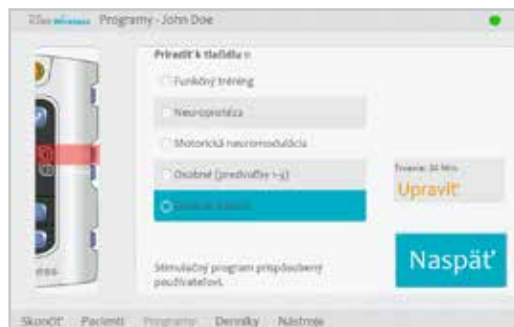 Programy - John Doe
Priradiť k tlačidlu 1:
Funkčný tréning
Neuroprotéza
Motorická neuromodulácia
Osobné (predvoľby 1-3)
Trvanie: 30 Min.
Upraviť
Naspäť
Stimulačný program prispôsobený
používateľovi.
Skončiť Pacienti Programy Denníky Nástroje